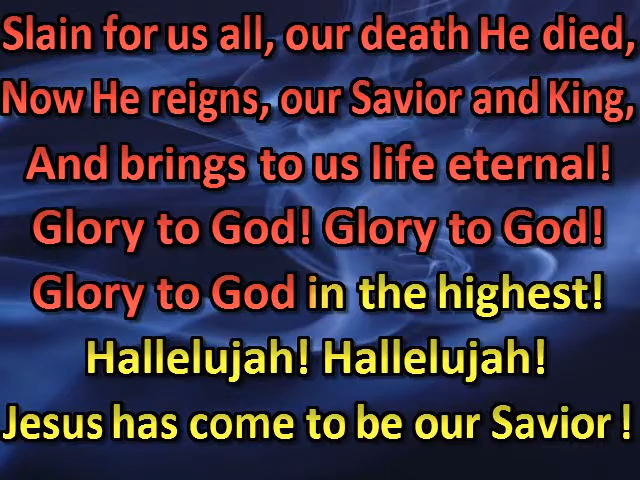 Slain for us all, our death He died,
Now He reigns, our Savior and King,
And brings to us life eternal!
Glory to God! Glory to God!
Glory to God in the highest!
Hallelujah! Hallelujah!
Jesus has come to be our Savior !